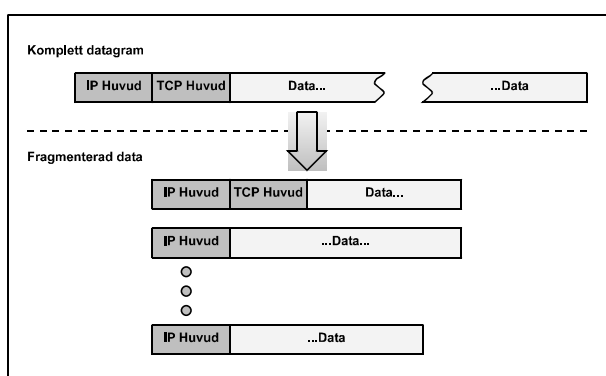 Komplett datagram
IP Huvud TCP Huvud Data... ...Data
Fragmenterad data
IP Huvud TCP Huvud Data...
IP Huvud ...Data...
IP Huvud ...Data